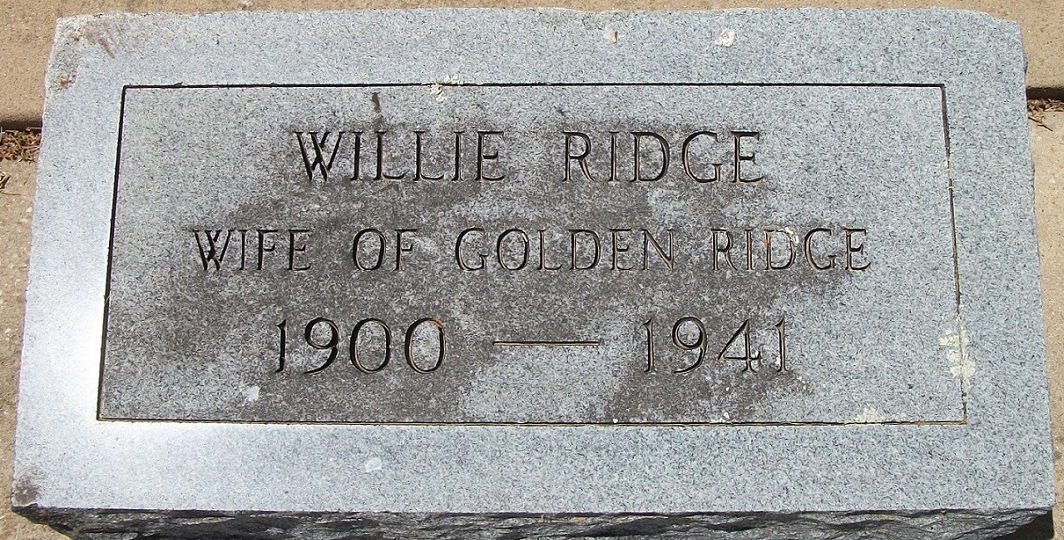 WILLIE RIDGE
WIFE OF GOLDEN RIDGE
1900 — 1941